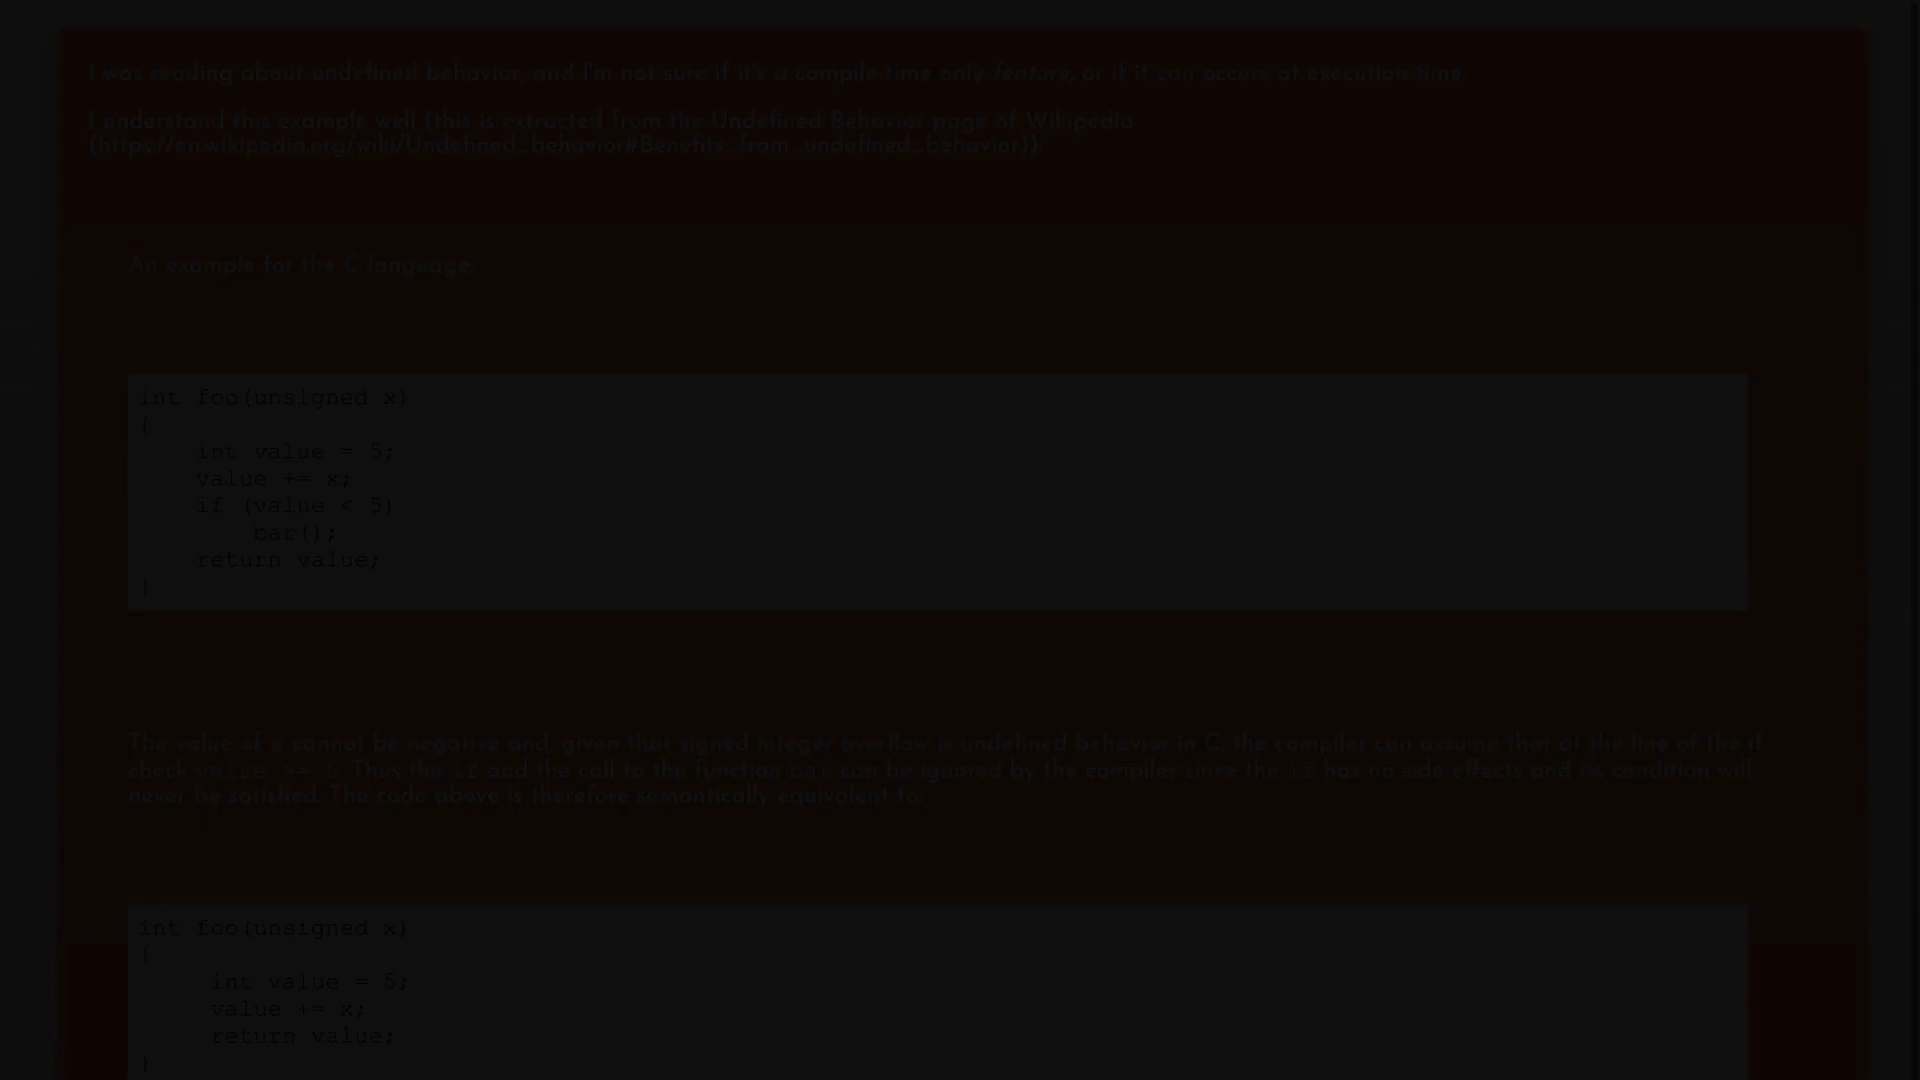 I was reading about undefined behavior, and I'm not sure if it's a compile-time only feature, or if it can occurs at execution-time.
I understand this example well (this is extracted from the Undefined Behavior page of Wikipedia
(https://en.wikipedia.org/wiki/Undefined_behavior#Benefits_from_undefined_behavior)):
An example for the C language:
int foo(unsigned x)
{
    int value = 5;
    value += x;
    if (value < 5)
        bar();
    return value;
}
The value of x cannot be negative and, given that signed integer overflow is undefined behavior in C, the compiler can assume that at the line of the if
check value >= 5. Thus the if and the call to the function bar can be ignored by the compiler since the if has no side effects and its condition will
never be satisfied. The code above is therefore semantically equivalent to:
int foo(unsigned x)
{
     int value = 5;
     value += x;
     return value;
}